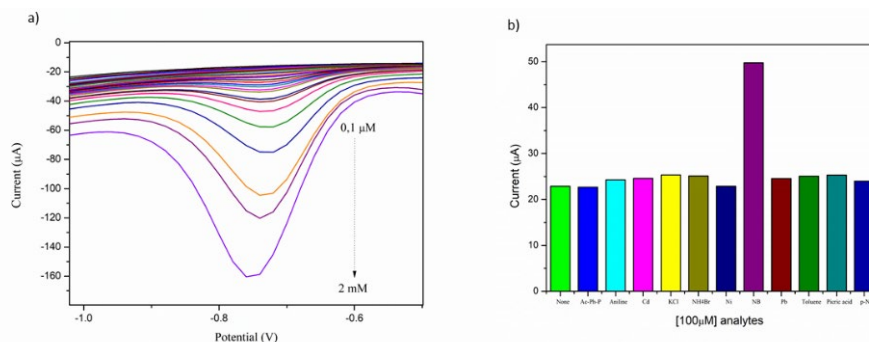 a)
0
-20
-40
-60
-80
-100
-120
-140
-160
Current (μA)
0,1 μM
2 mM
-1.0
-0.8
-0.6
Potential (V)
b)
50
40
30
20
10
0
Current (μA)
None
Ac-Pb-P
Aniline
Cd
KCl
NH4Br
Ni
NB
Pb
Toluene
Picric acid
p-N
[100μM] analytes